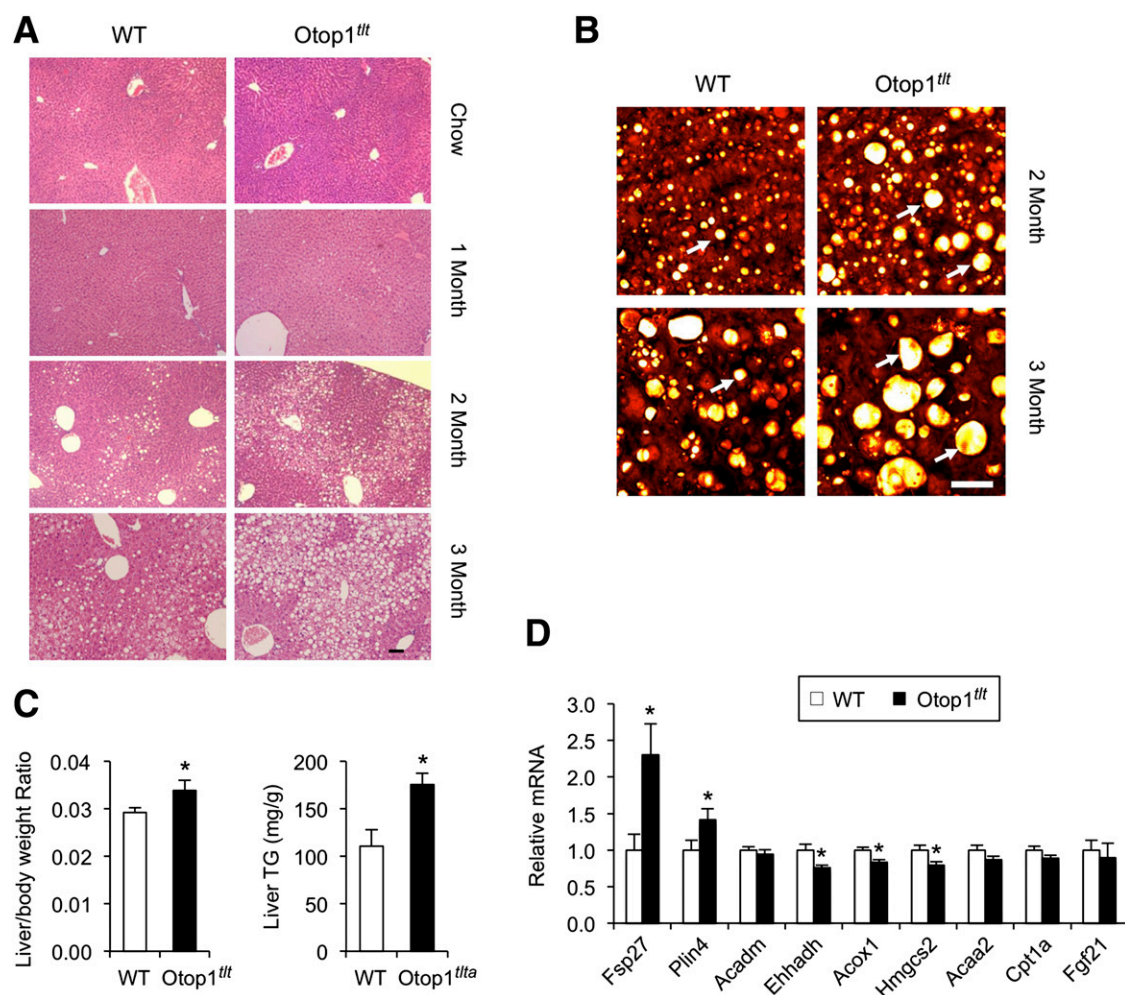 A
WT
Otop1tlt
Chow
1 Month
2 Month
3 Month
B
WT
Otop1tlt
2 Month
3 Month
C
Liver/body weight Ratio
0.04
0.03
0.02
0.01
0.00
*
WT
Otop1tlt
Liver TG (mg/g)
200
150
100
50
0
*
WT
Otop1tlta
D
WT
Otop1tlt
Relative mRNA
3.0
2.5
2.0
1.5
1.0
0.5
0.0
*
*
*
*
*
Fsp27
Plin4
Acadm
Ehhadh
Acox1
Hmgcs2
Acaa2
Cpt1a
Fgf21